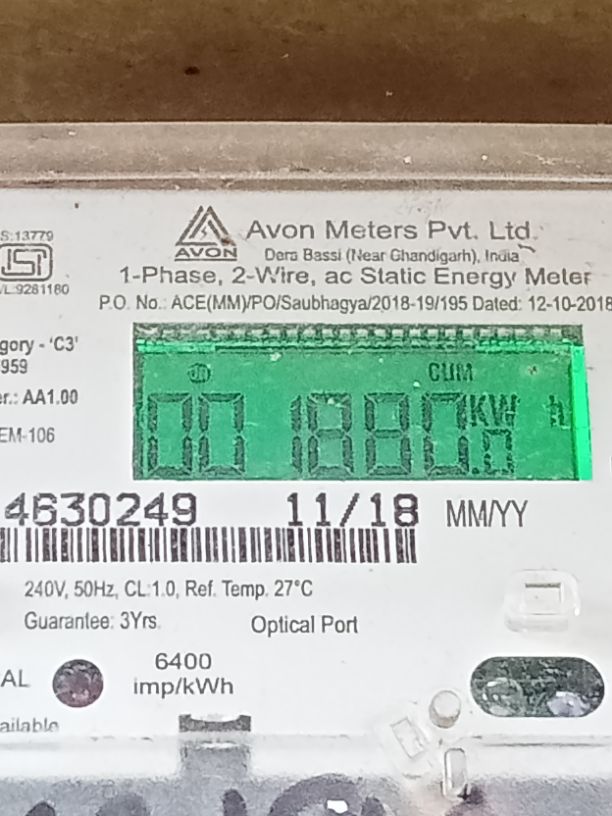 S:13779
ISI
/L:9281180
AVON
Avon Meters Pvt. Ltd.
Dera Bassi (Near Chandigarh), India
1-Phase, 2-Wire, ac Static Energy Meter
P.O. No.: ACE(MM)/PO/Saubhagya/2018-19/195 Dated: 12-10-2018
gory - 'C3'
959
er.: AA1.00
EM-106
CUM
001880.0 KW h
4630249 11/18 MM/YY
240V, 50Hz, CL:1.0, Ref. Temp. 27°C
Guarantee: 3Yrs. Optical Port
AL 6400
imp/kWh
ailable